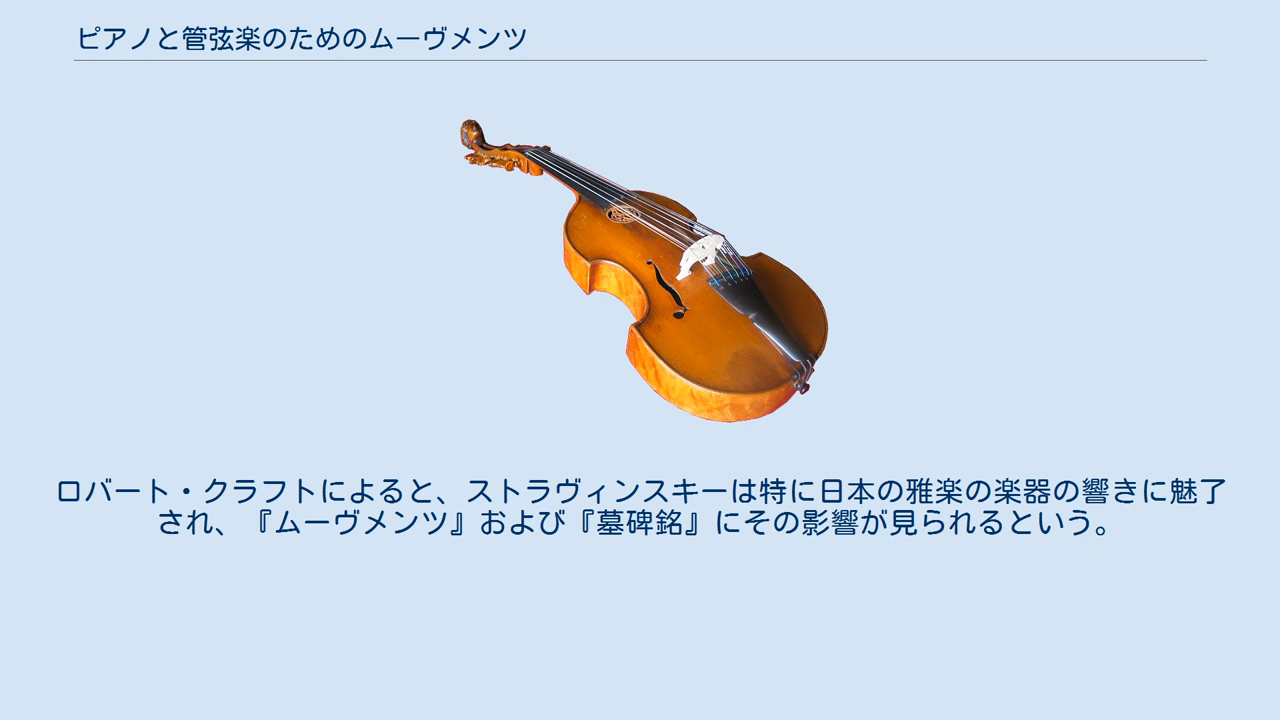 ピアノと管弦楽のためのムーヴメンツ
ロバート・クラフトによると、ストラヴィンスキーは特に日本の雅楽の楽器の響きに魅了
され、『ムーヴメンツ』および『墓碑銘』にその影響が見られるという。